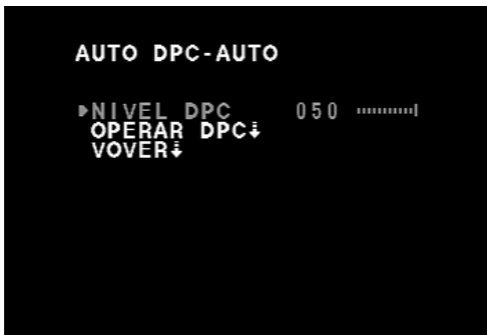 AUTO DPC-AUTO
NIVEL DPC 050
OPERAR DPC↓
VOVER↓